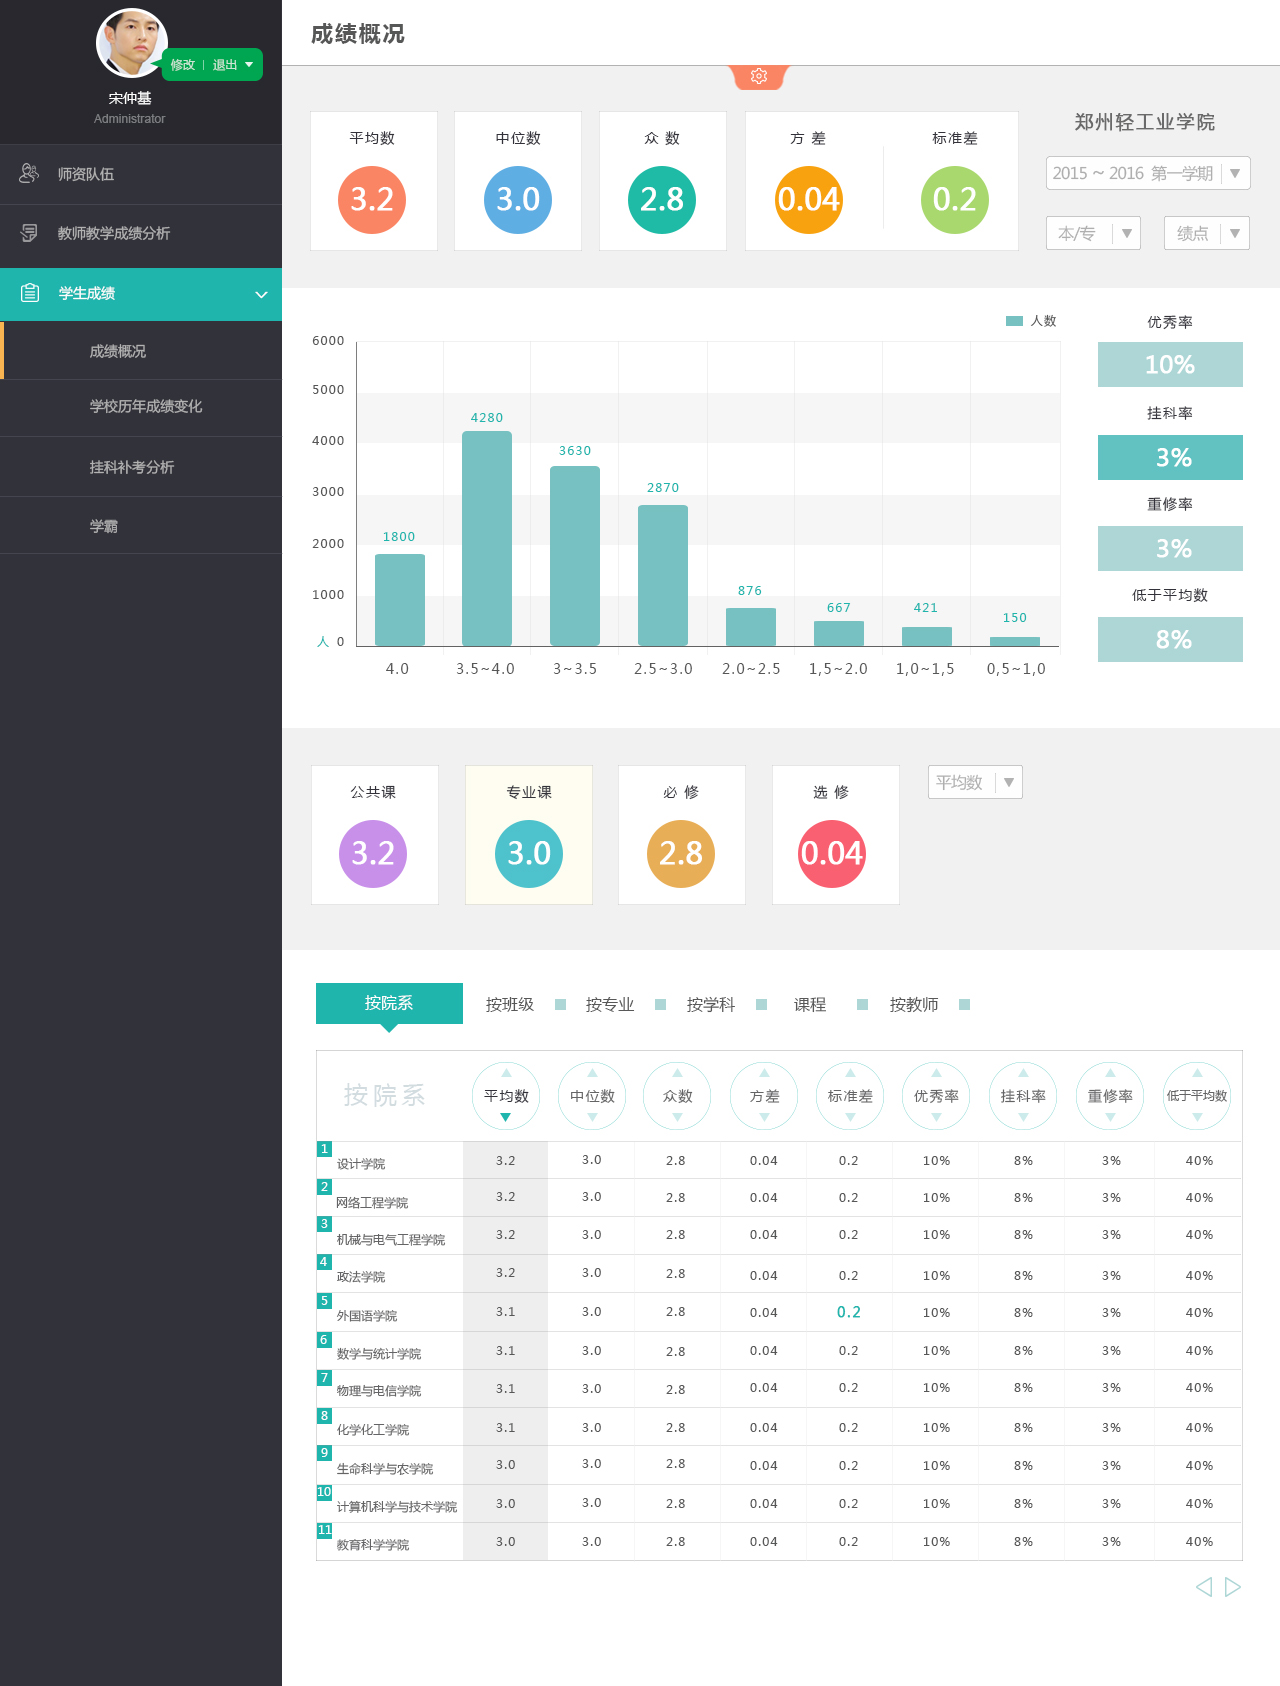 成绩概况
修改 | 退出
宋仲基
Administrator
师资队伍
教师教学成绩分析
学生成绩
成绩概况
学校历年成绩变化
挂科补考分析
学霸
平均数
3.2
中位数
3.0
众 数
2.8
方 差
0.04
标准差
0.2
郑州轻工业学院
2015 ~ 2016 第一学期
本/专
绩点
人数
6000
5000
4000
3000
2000
1000
人 0
1800
4280
3630
2870
876
667
421
150
4.0
3.5~4.0
3~3.5
2.5~3.0
2.0~2.5
1,5~2.0
1,0~1,5
0,5~1,0
优秀率
10%
挂科率
3%
重修率
3%
低于平均数
8%
公共课
3.2
专业课
3.0
必 修
2.8
选 修
0.04
平均数
按院系 按班级 按专业 按学科 课程 按教师
按院系 平均数 中位数 众数 方差 标准差 优秀率 挂科率 重修率 低于平均数
1 设计学院 3.2 3.0 2.8 0.04 0.2 10% 8% 3% 40%
2 网络工程学院 3.2 3.0 2.8 0.04 0.2 10% 8% 3% 40%
3 机械与电气工程学院 3.2 3.0 2.8 0.04 0.2 10% 8% 3% 40%
4 政法学院 3.2 3.0 2.8 0.04 0.2 10% 8% 3% 40%
5 外国语学院 3.1 3.0 2.8 0.04 0.2 10% 8% 3% 40%
6 数学与统计学院 3.1 3.0 2.8 0.04 0.2 10% 8% 3% 40%
7 物理与电信学院 3.1 3.0 2.8 0.04 0.2 10% 8% 3% 40%
8 化学化工学院 3.1 3.0 2.8 0.04 0.2 10% 8% 3% 40%
9 生命科学与农学院 3.0 3.0 2.8 0.04 0.2 10% 8% 3% 40%
10 计算机科学与技术学院 3.0 3.0 2.8 0.04 0.2 10% 8% 3% 40%
11 教育科学学院 3.0 3.0 2.8 0.04 0.2 10% 8% 3% 40%